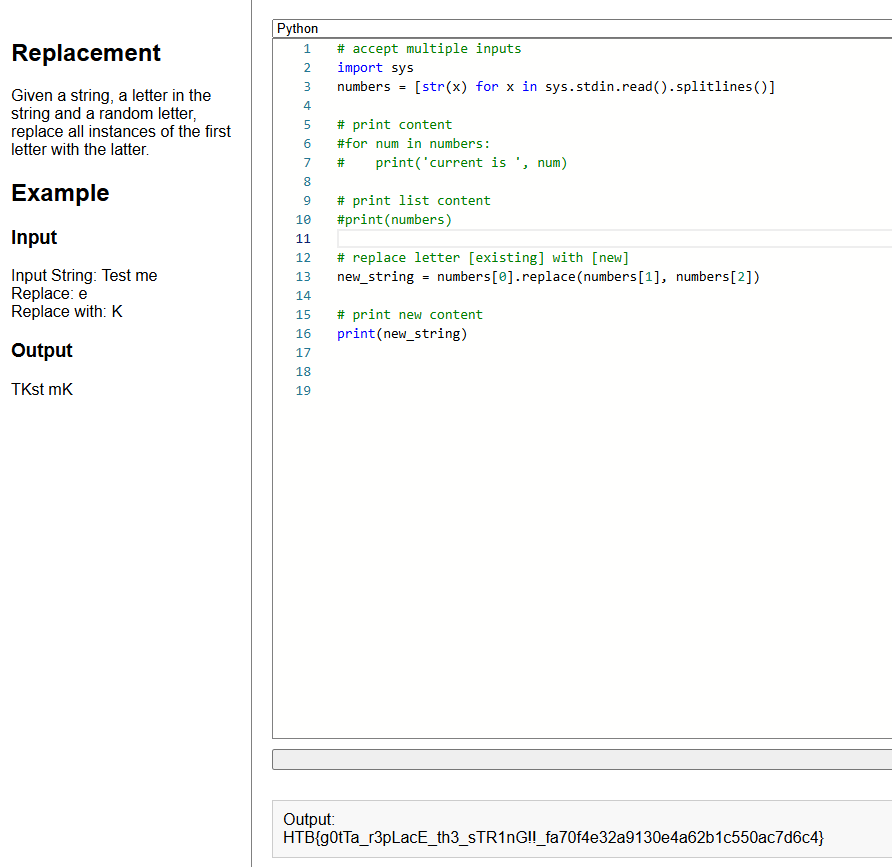 Replacement
Given a string, a letter in the
string and a random letter,
replace all instances of the first
letter with the latter.
Example
Input
Input String: Test me
Replace: e
Replace with: K
Output
TKst mK
Python
1 # accept multiple inputs
2 import sys
3 numbers = [str(x) for x in sys.stdin.read().splitlines()]
4
5 # print content
6 #for num in numbers:
7 #    print('current is ', num)
8
9 # print list content
10 #print(numbers)
11
12 # replace letter [existing] with [new]
13 new_string = numbers[0].replace(numbers[1], numbers[2])
14
15 # print new content
16 print(new_string)
17
18
19
Output:
HTB{g0tTa_r3pLacE_th3_sTR1nG!!_fa70f4e32a9130e4a62b1c550ac7d6c4}